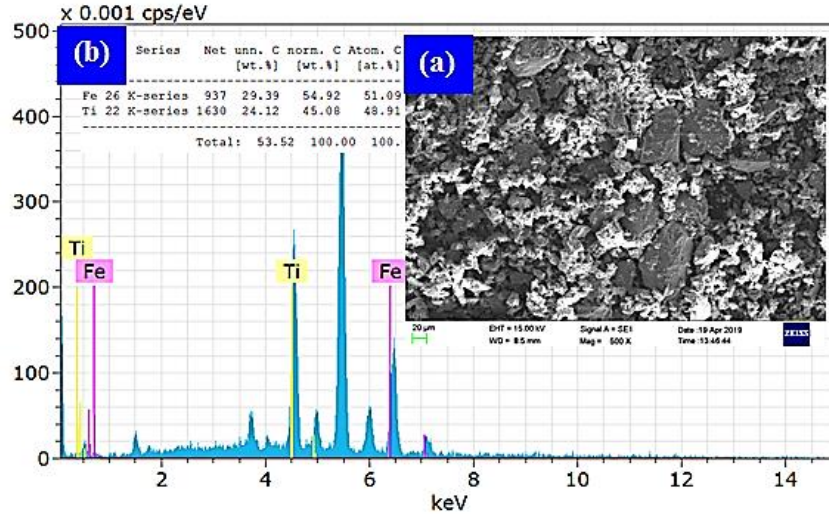 x 0.001 cps/eV
500
400
300
200
100
0
(b)
Series Net unn. C norm. C Atom. C
[wt.%] [wt.%] [at.%]
Fe 26 K-series 937 29.39 54.92 51.09
Ti 22 K-series 1630 24.12 45.08 48.91
Total: 53.52 100.00 100.
(a)
20 µm
EHT = 15.00 kV
Signal A = SE1
Date :19 Apr 2019
WD = 8.5 mm
Mag = 500 X
Time :13:46:44
ZEISS
Ti
Fe
Ti
Fe
2 4 6 8 10 12 14
keV